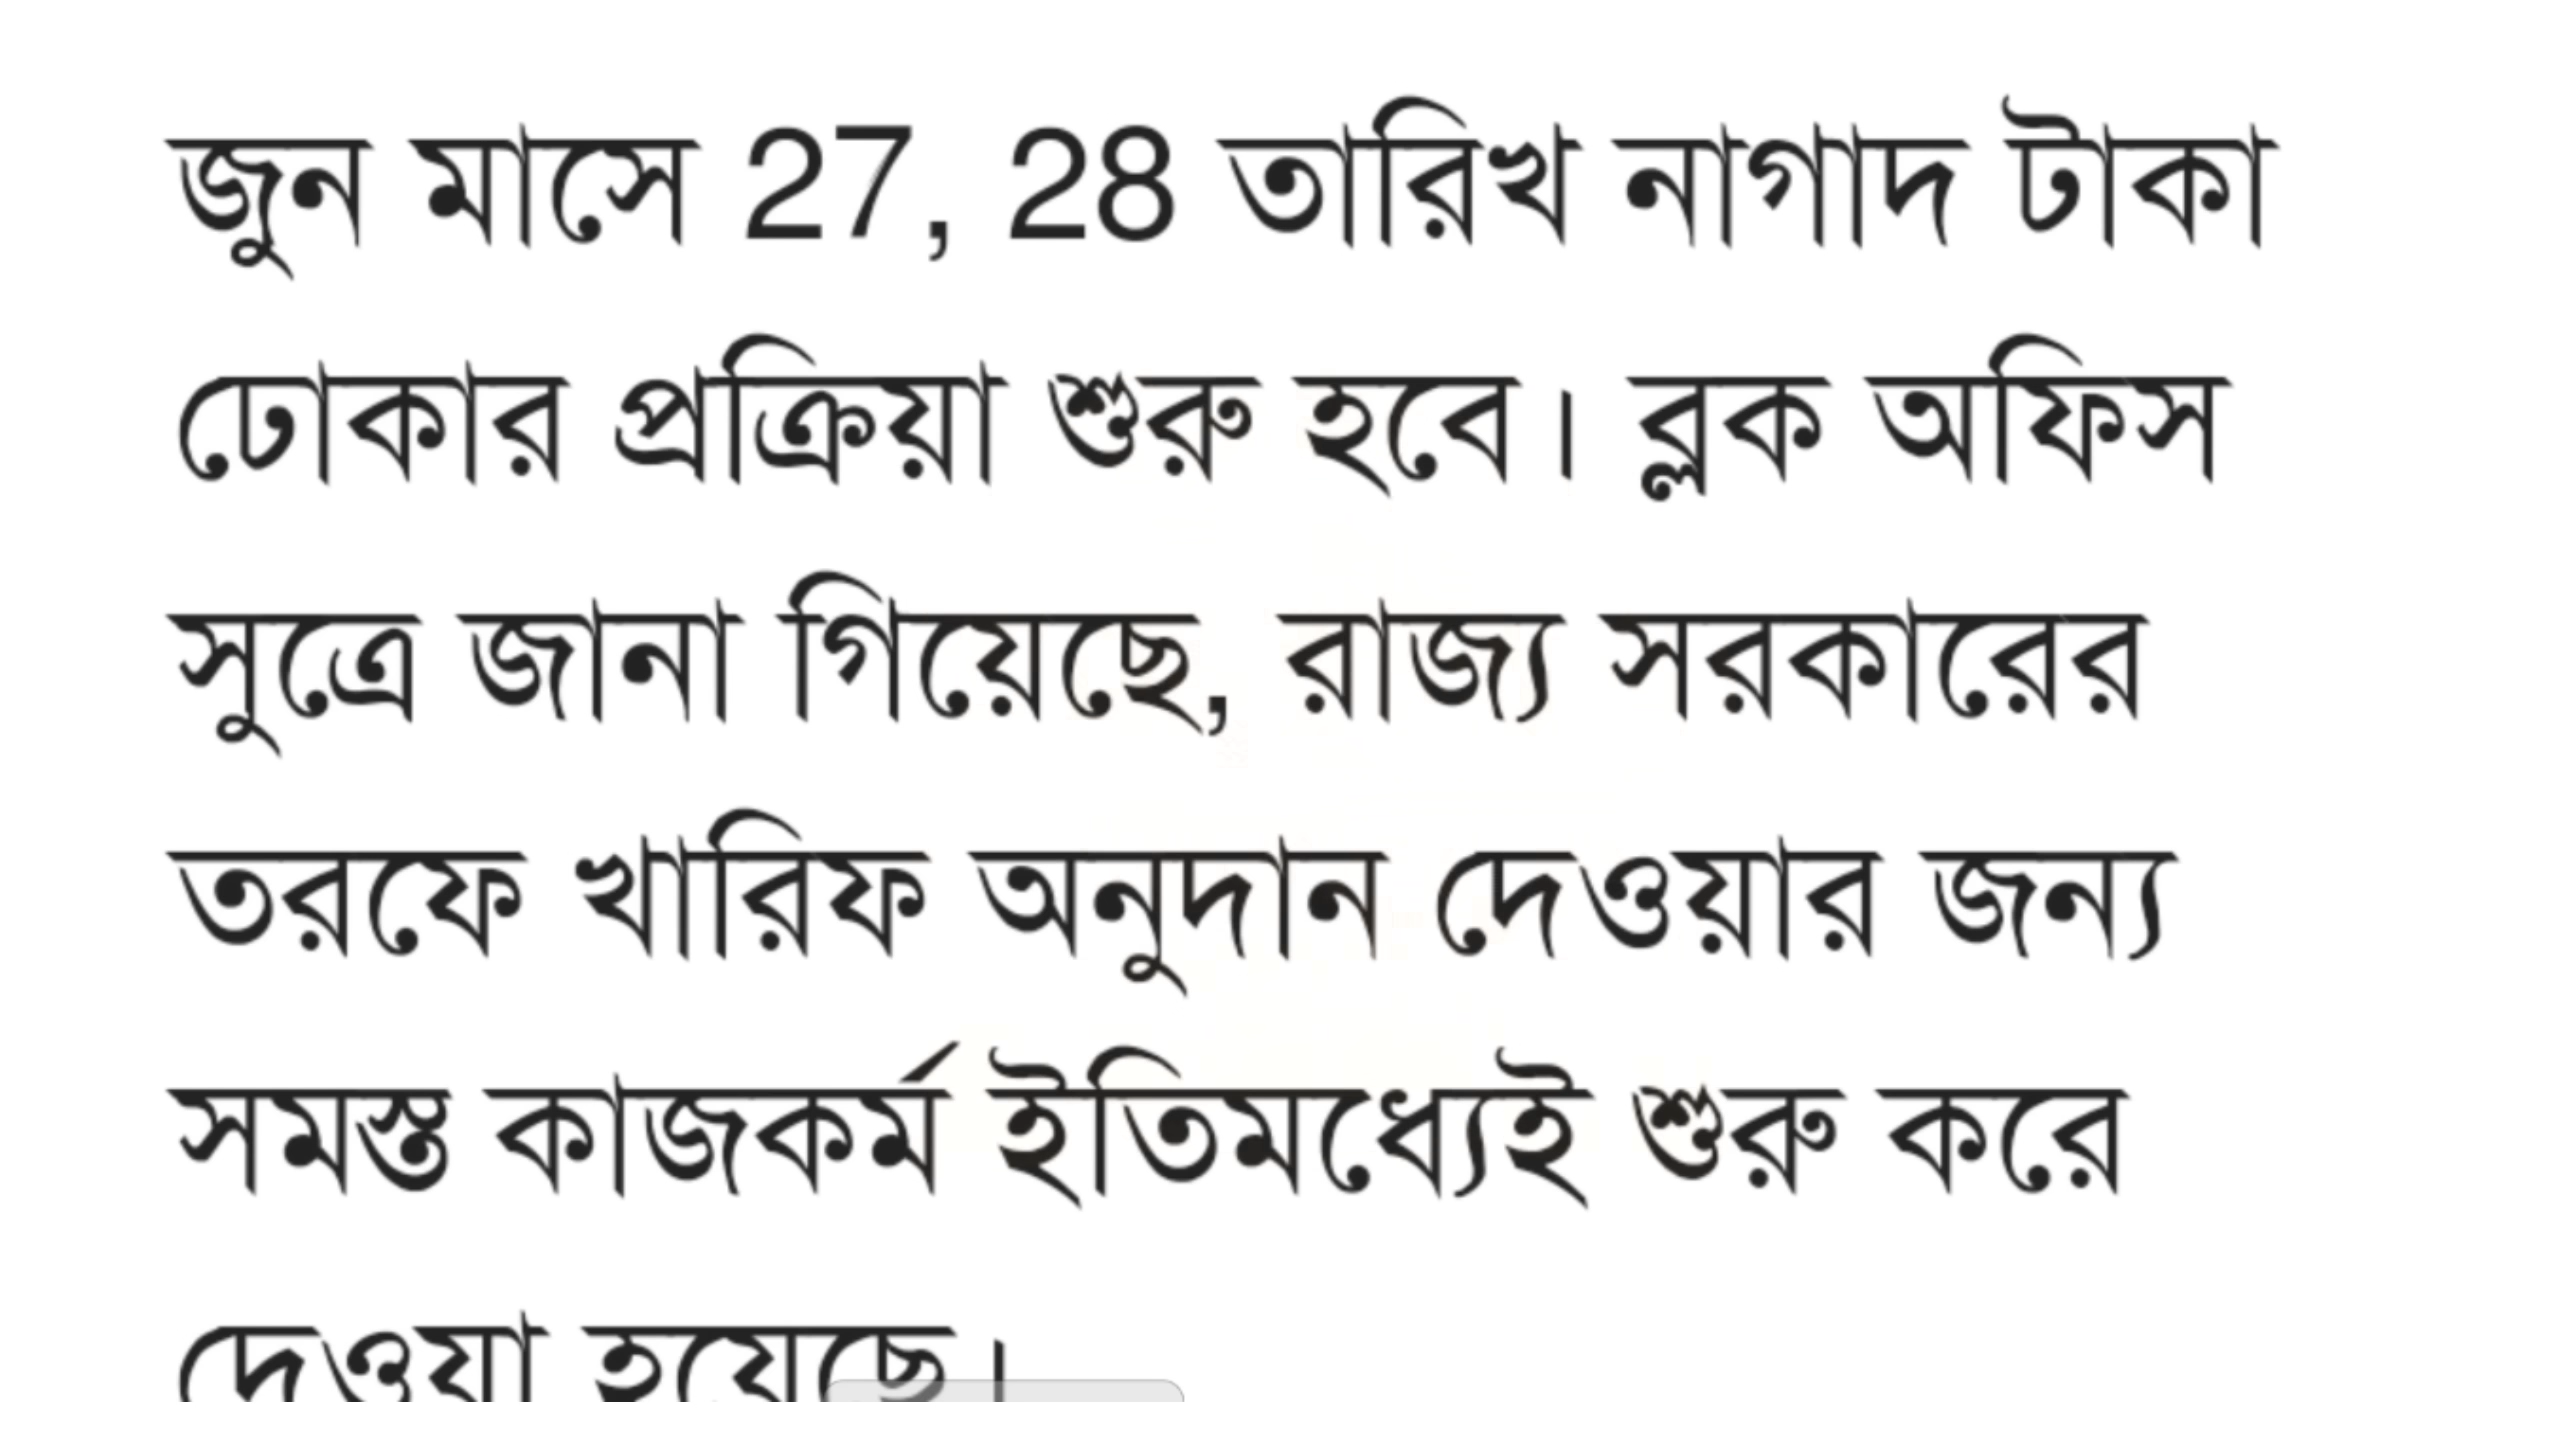 জুন মাসে 27, 28 তারিখ নাগাদ টাকা
ঢোকার প্রক্রিয়া শুরু হবে। ব্লক অফিস
সুত্রে জানা গিয়েছে, রাজ্য সরকারের
তরফে খারিফ অনুদান দেওয়ার জন্য
সমস্ত কাজকর্ম ইতিমধ্যেই শুরু করে
দেওয়া হয়েছে।